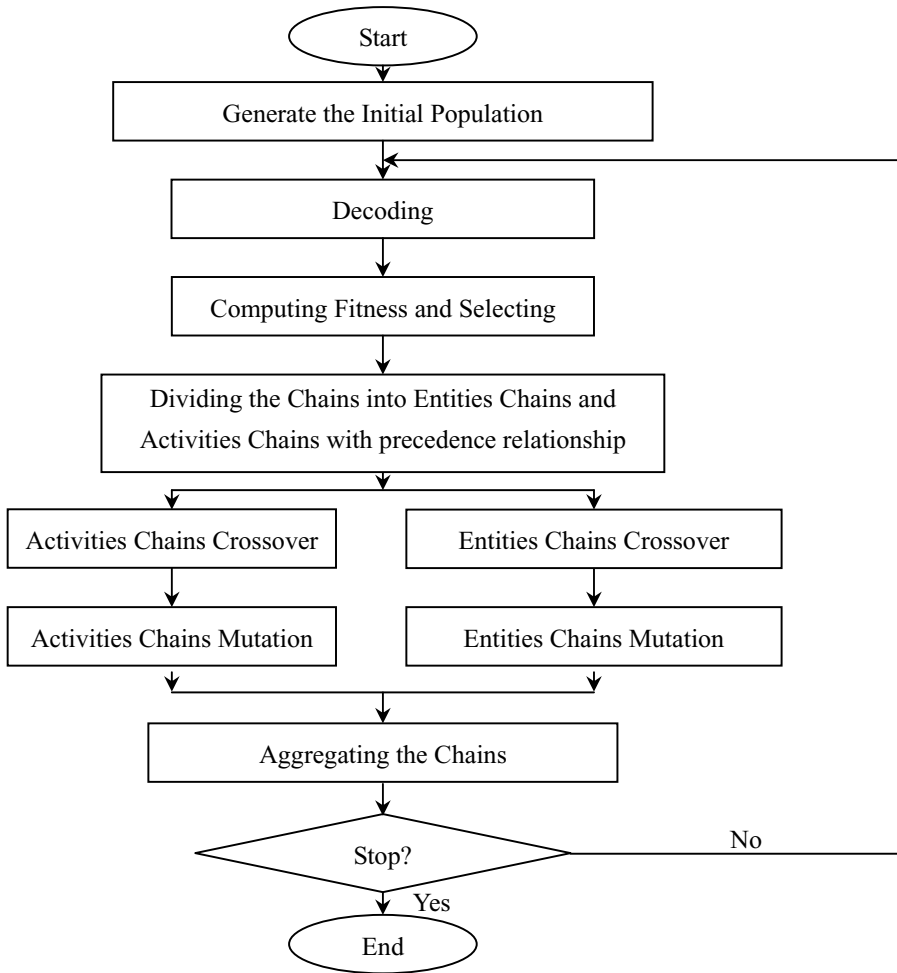 Start
Generate the Initial Population
Decoding
Computing Fitness and Selecting
Dividing the Chains into Entities Chains and
Activities Chains with precedence relationship
Activities Chains Crossover
Entities Chains Crossover
Activities Chains Mutation
Entities Chains Mutation
Aggregating the Chains
Stop?
No
Yes
End